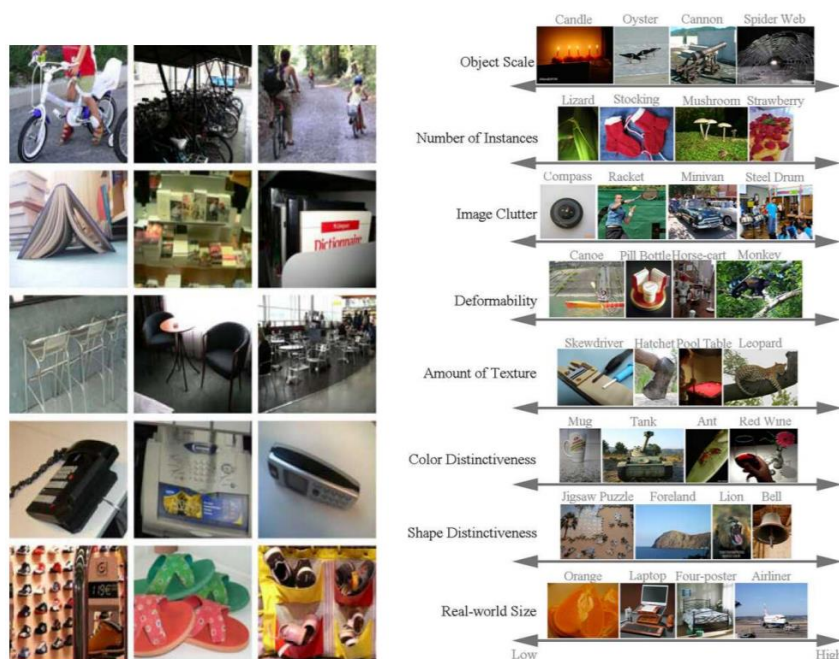 Dictionnaire
119€
Candle Oyster Cannon Spider Web
Object Scale
Lizard Stocking Mushroom Strawberry
Number of Instances
Compass Racket Minivan Steel Drum
Image Clutter
Canoe Pill Bottle Horse-cart Monkey
Deformability
Skewdriver Hatchet Pool Table Leopard
Amount of Texture
Mug Tank Ant Red Wine
Color Distinctiveness
Jigsaw Puzzle Foreland Lion Bell
Shape Distinctiveness
Orange Laptop Four-poster Airliner
Real-world Size
Low High